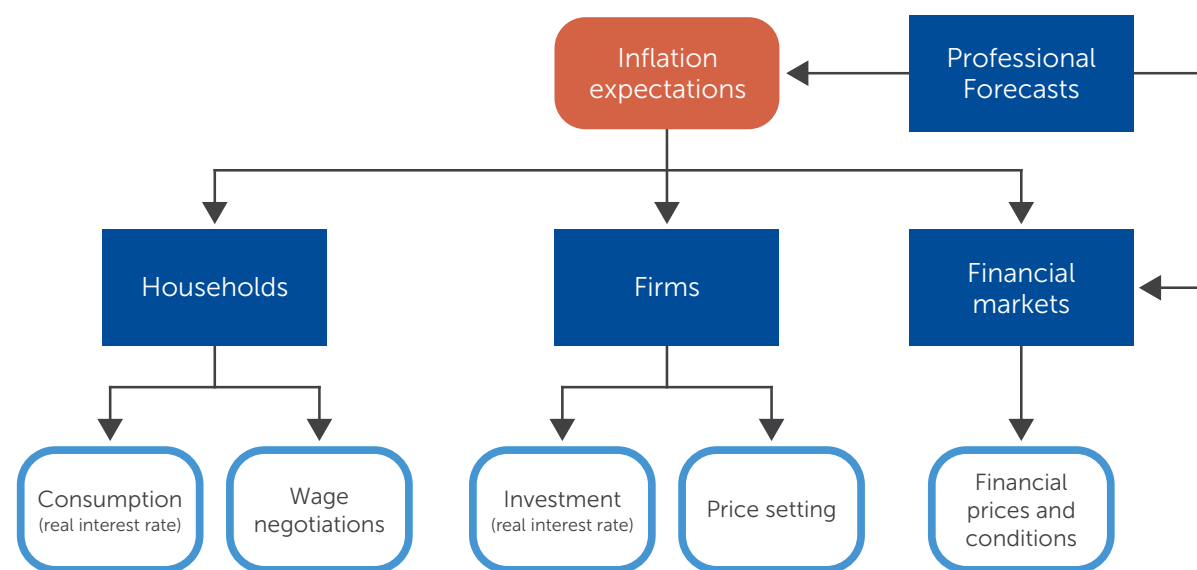 Inflation
expectations
Professional
Forecasts
Households
Firms
Financial
markets
Consumption
(real interest rate)
Wage
negotiations
Investment
(real interest rate)
Price setting
Financial
prices and
conditions